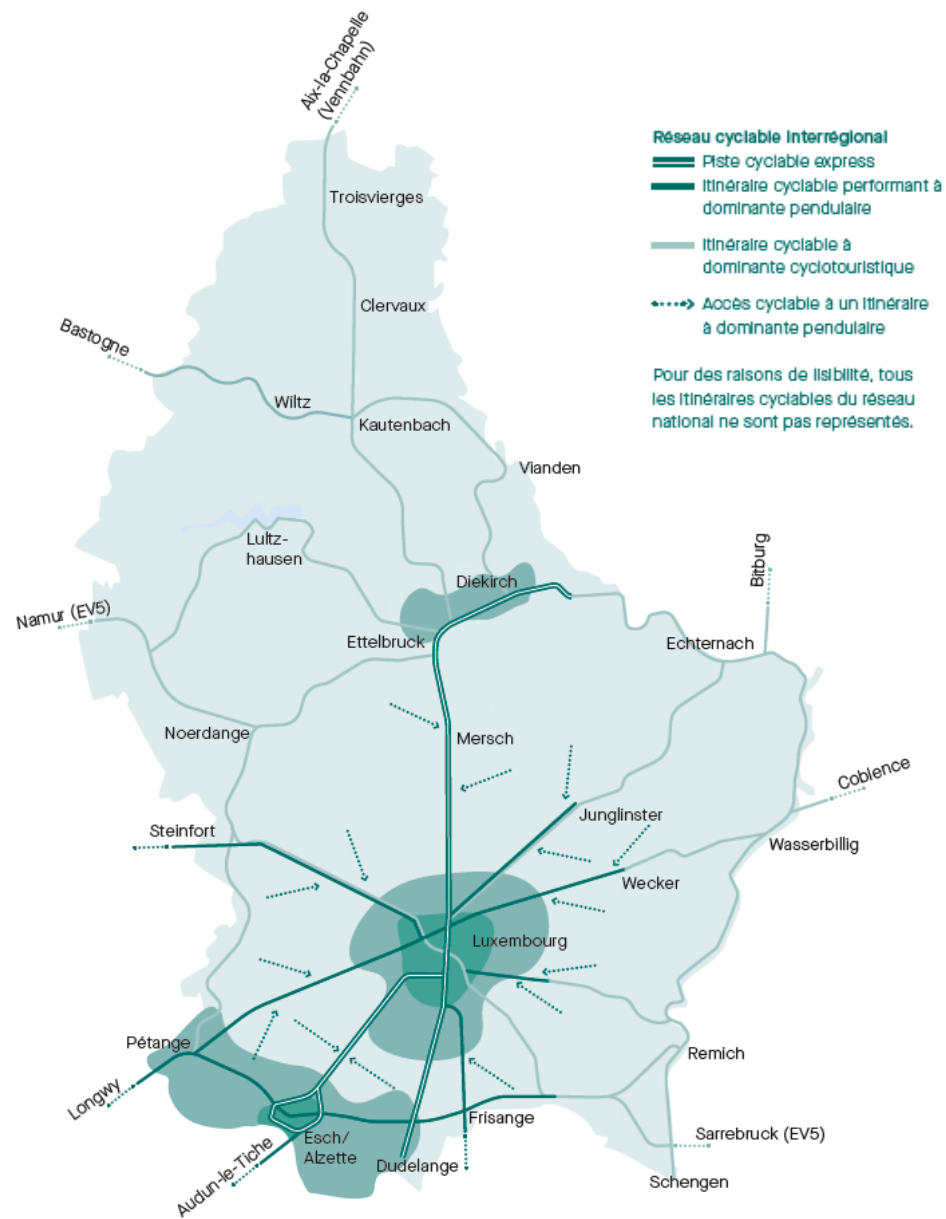 Aix-la-Chapelle
(Vennbahn)
Réseau cyclable interrégional
Piste cyclable express
Itinéraire cyclable performant à
dominante pendulaire
Itinéraire cyclable à
dominante cyclotouristique
Accès cyclable à un itinéraire
à dominante pendulaire
Pour des raisons de lisibilité, tous
les itinéraires cyclables du réseau
national ne sont pas représentés.
Troisvierges
Clervaux
Bastogne
Wiltz
Kautenbach
Vianden
Lultz-
hausen
Diekirch
Bitburg
Namur (EV5)
Ettelbruck
Echternach
Noerdange
Mersch
Coblence
Junglinster
Steinfort
Wasserbillig
Wecker
Luxembourg
Pétange
Remich
Longwy
Frisange
Esch/
Alzette
Sarrebruck (EV5)
Audun-le-Tiche
Dudelange
Schengen